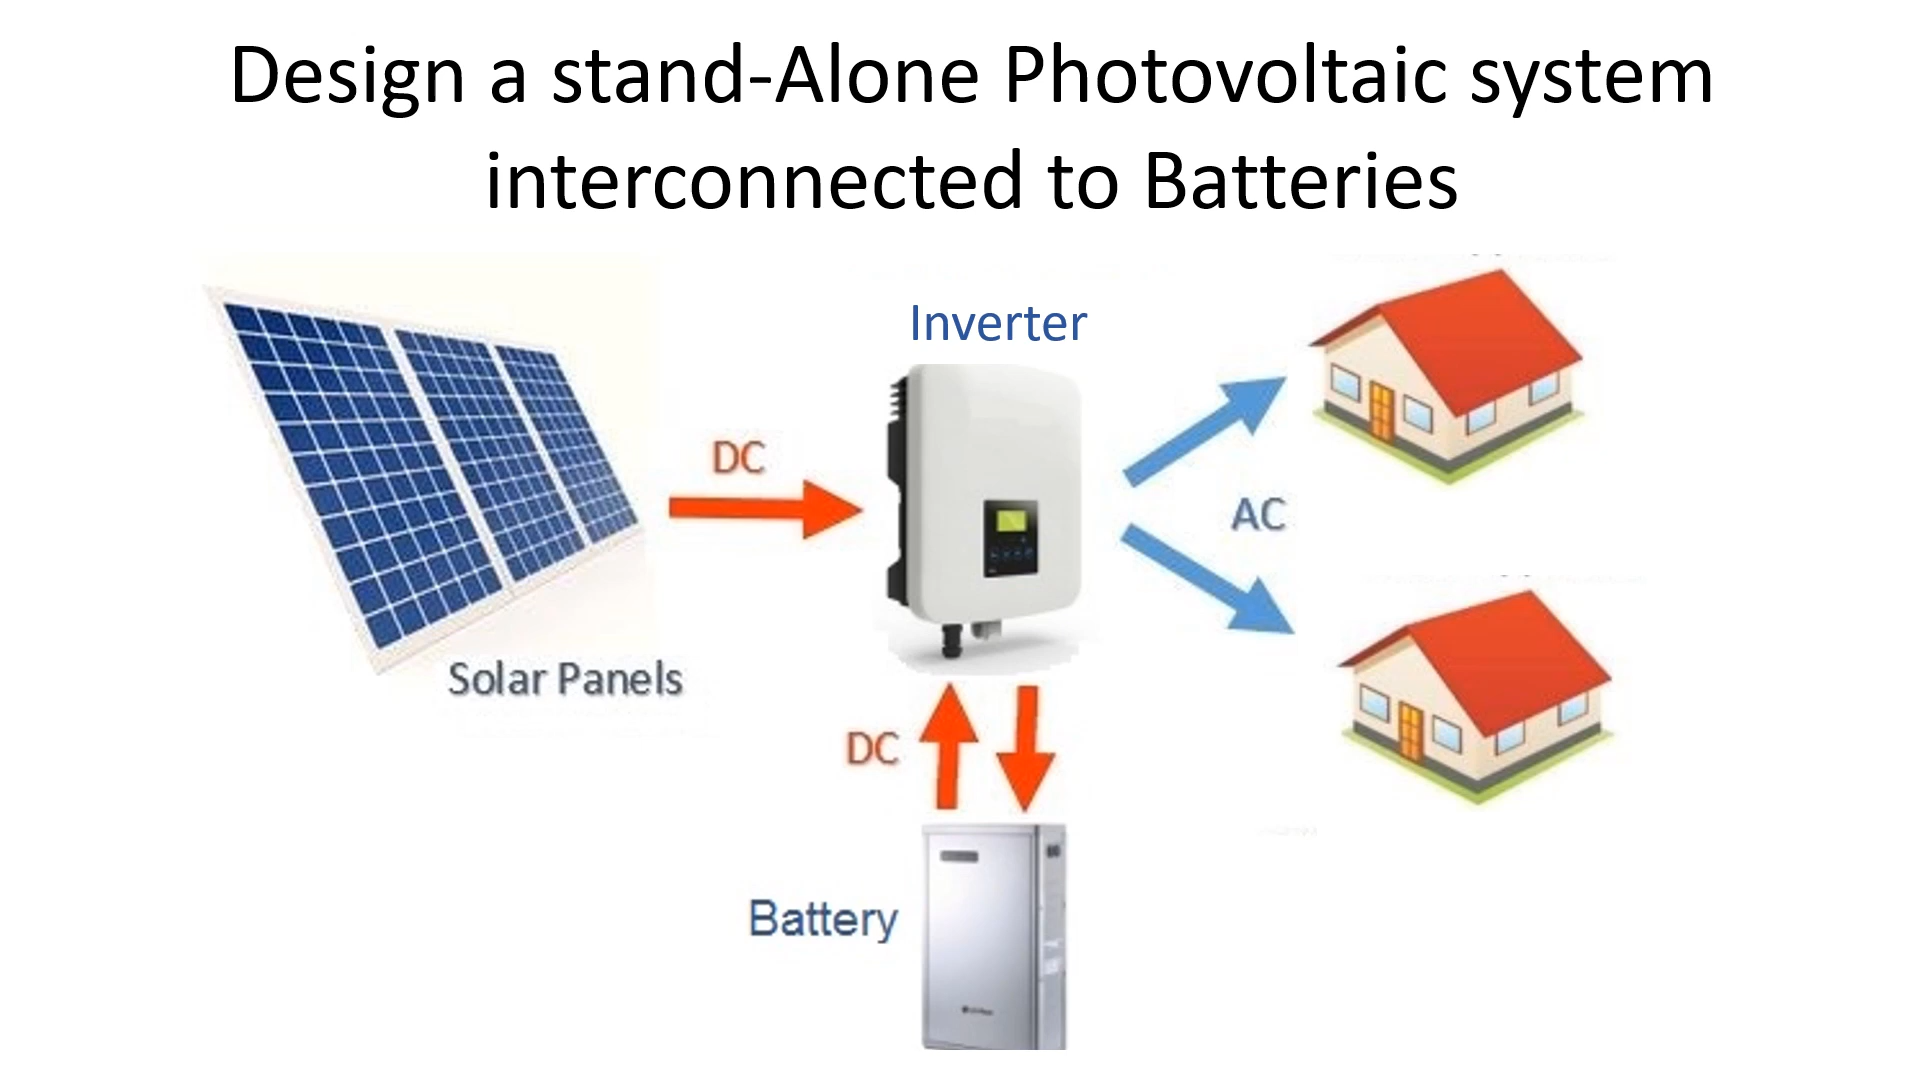 Design a stand-Alone Photovoltaic system
interconnected to Batteries
Inverter
DC
AC
Solar Panels
DC
Battery